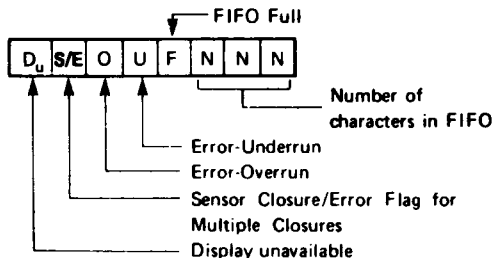 FIFO Full
Du S/E O U F N N N
Number of
characters in FIFO
Error-Underrun
Error-Overrun
Sensor Closure/Error Flag for
Multiple Closures
Display unavailable